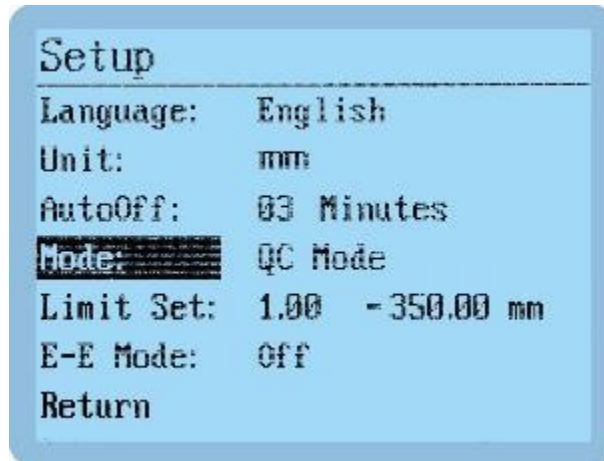 Setup
Language: English
Unit: mm
AutoOff: 03 Minutes
Mode: QC Mode
Limit Set: 1.00 -350.00 mm
E-E Mode: Off
Return